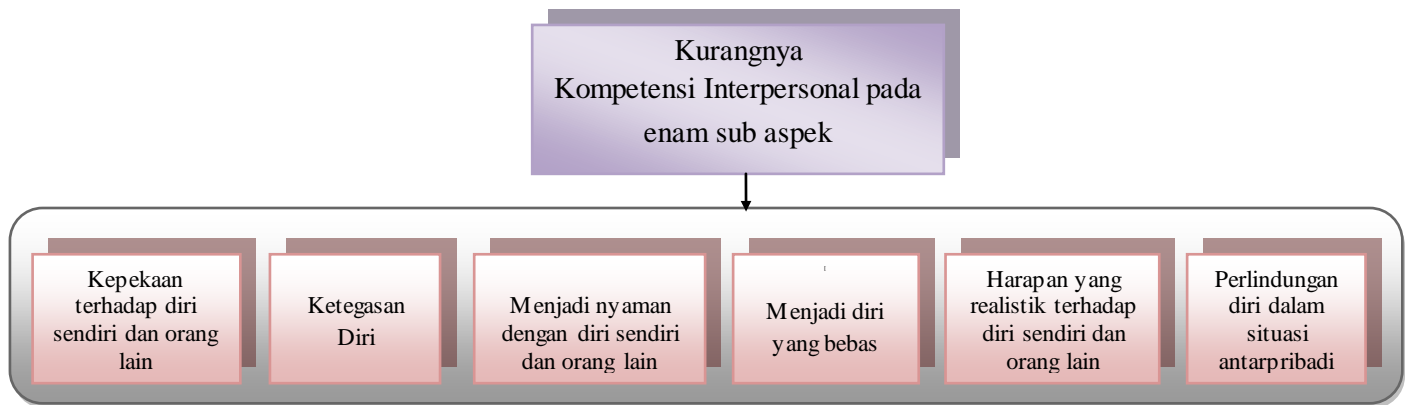 Kurangnya
Kompetensi Interpersonal pada
enam sub aspek
Kepekaan
terhadap diri
sendiri dan orang
lain
Ketegasan
Diri
Menjadi nyaman
dengan diri sendiri
dan orang lain
Menjadi diri
yang bebas
Harapan yang
realistik terhadap
diri sendiri dan
orang lain
Perlindungan
diri dalam
situasi
antarpribadi